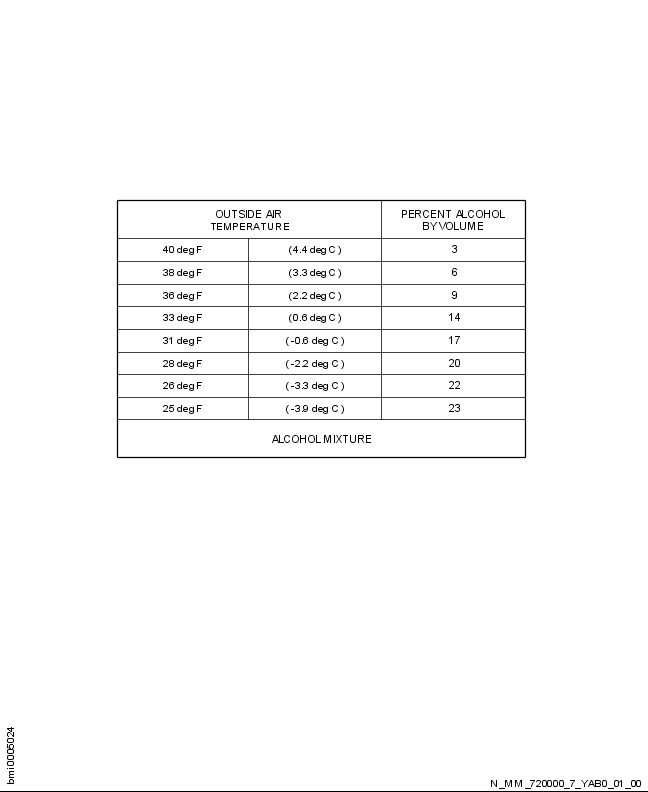 OUTSIDE AIR
TEMPERATURE
PERCENT ALCOHOL
BY VOLUME
40 deg F (4.4 deg C) 3
38 deg F (3.3 deg C) 6
36 deg F (2.2 deg C) 9
33 deg F (0.6 deg C) 14
31 deg F (-0.6 deg C) 17
28 deg F (-2.2 deg C) 20
26 deg F (-3.3 deg C) 22
25 deg F (-3.9 deg C) 23
ALCOHOL MIXTURE
bmi0006024
N_MM_720000_7_YAB0_01_00